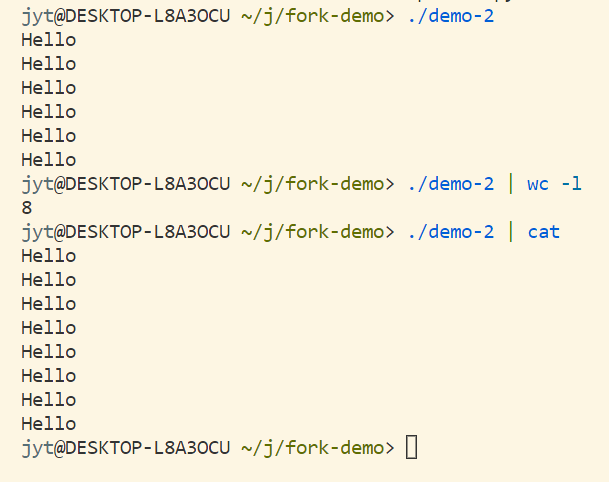 jyt@DESKTOP-L8A3OCU ~/j/fork-demo> ./demo-2
Hello
Hello
Hello
Hello
Hello
Hello
jyt@DESKTOP-L8A3OCU ~/j/fork-demo> ./demo-2 | wc -l
8
jyt@DESKTOP-L8A3OCU ~/j/fork-demo> ./demo-2 | cat
Hello
Hello
Hello
Hello
Hello
Hello
Hello
Hello
jyt@DESKTOP-L8A3OCU ~/j/fork-demo>